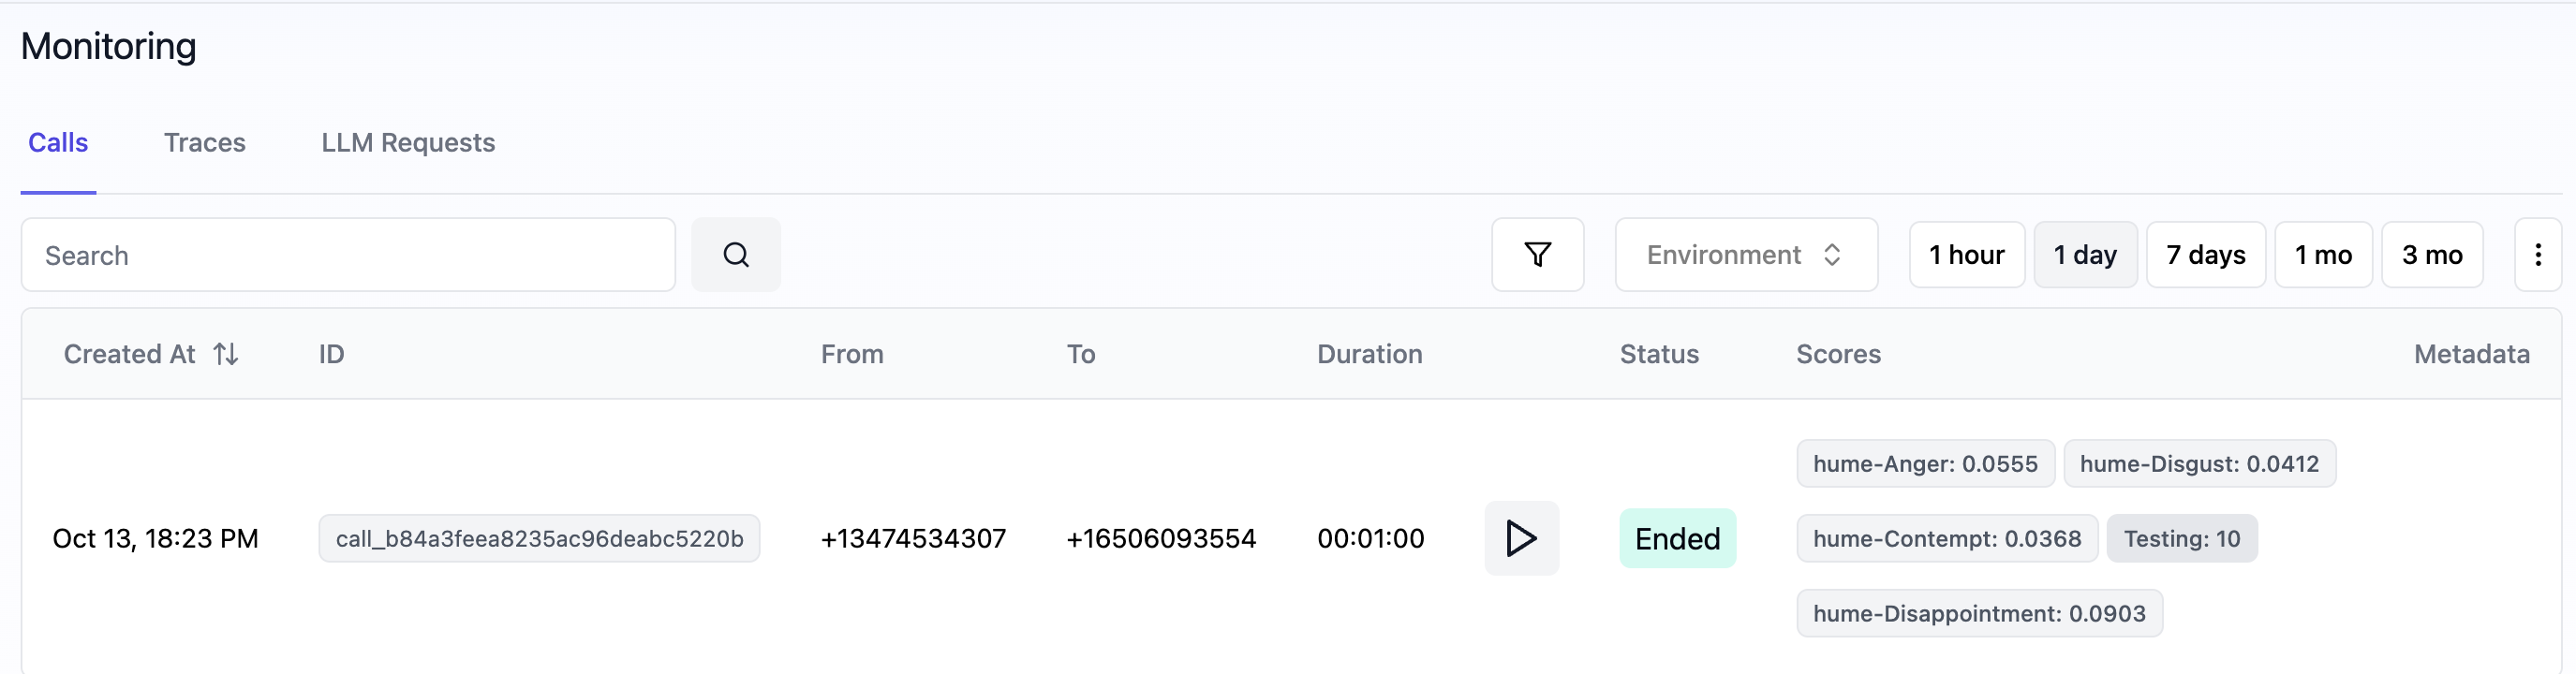 Monitoring
Calls Traces LLM Requests
Search Environment 1 hour 1 day 7 days 1 mo 3 mo
Created At ID From To Duration Status Scores Metadata
hume-Anger: 0.0555 hume-Disgust: 0.0412
Oct 13, 18:23 PM call_b84a3feea8235ac96deabc5220b +13474534307 +16506093554 00:01:00 Ended hume-Contempt: 0.0368 Testing: 10
hume-Disappointment: 0.0903